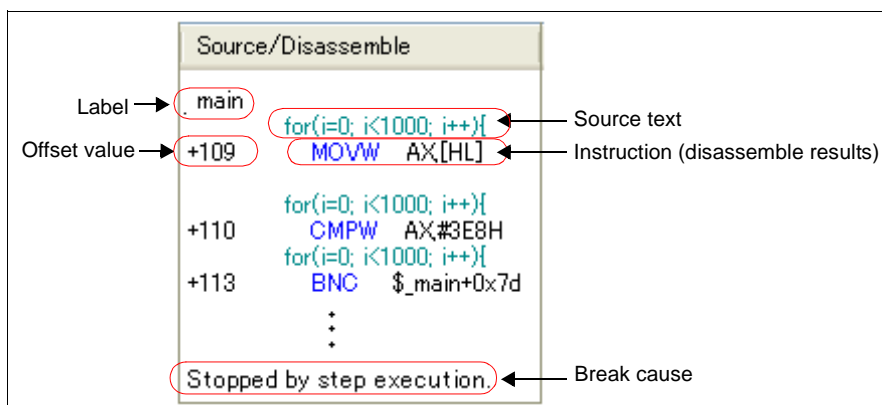 Source/Disassemble
Label
_main
for(i=0; i<1000; i++){
Source text
Offset value
+109 MOVW AX,[HL]
Instruction (disassemble results)
for(i=0; i<1000; i++){
+110 CMPW AX,#3E8H
for(i=0; i<1000; i++){
+113 BNC $_main+0x7d
Stopped by step execution.
Break cause